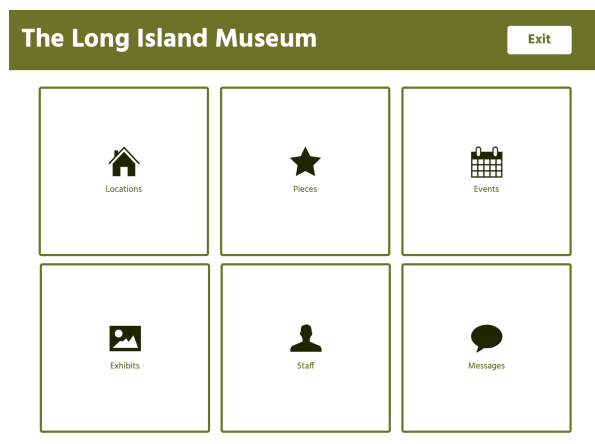 The Long Island Museum
Exit
Locations
Pieces
Events
Exhibits
Staff
Messages